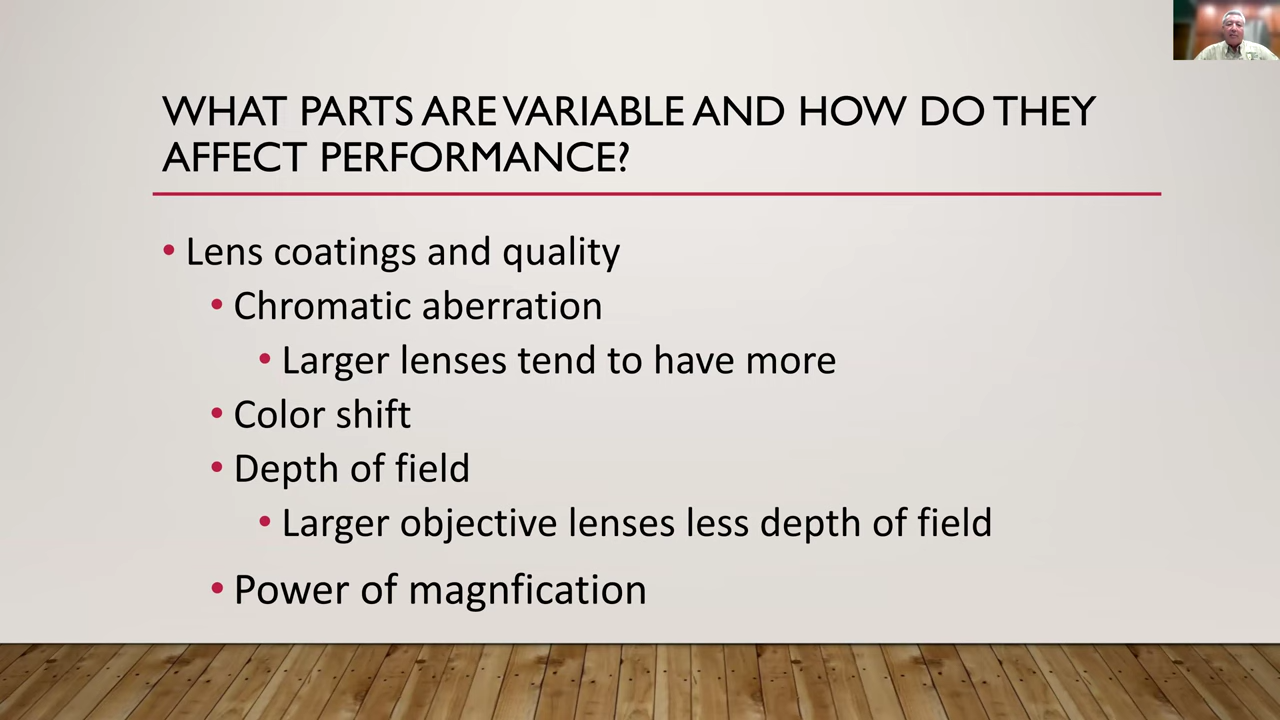 WHAT PARTS ARE VARIABLE AND HOW DO THEY
AFFECT PERFORMANCE?
• Lens coatings and quality
• Chromatic aberration
• Larger lenses tend to have more
• Color shift
• Depth of field
• Larger objective lenses less depth of field
• Power of magnfication